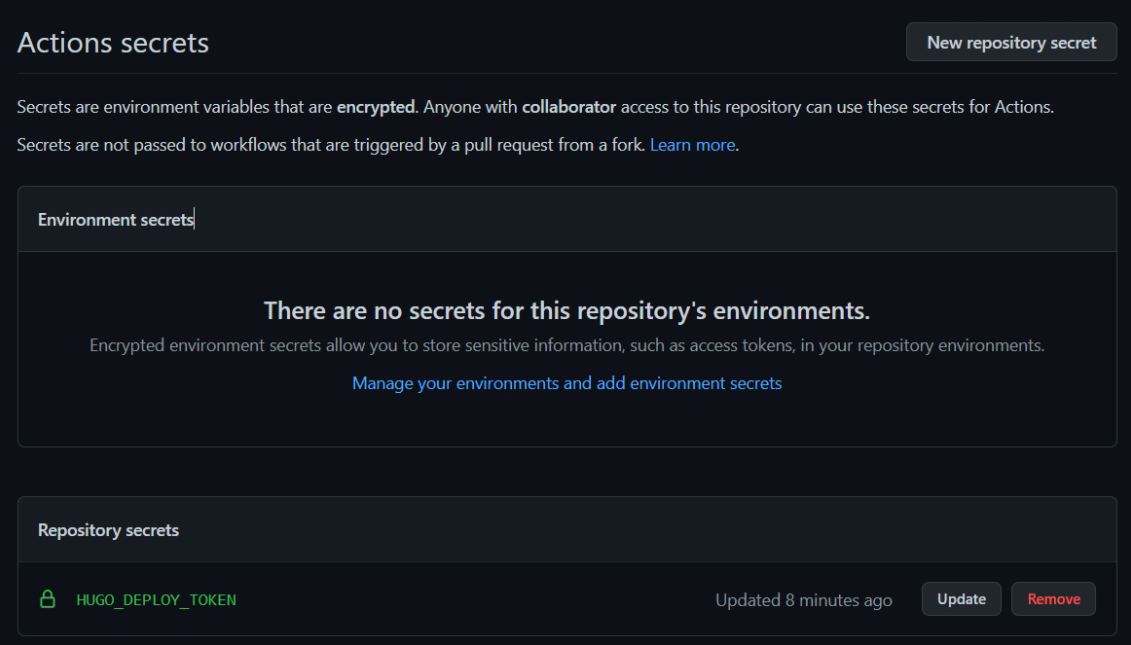 Actions secrets
New repository secret
Secrets are environment variables that are encrypted. Anyone with collaborator access to this repository can use these secrets for Actions.
Secrets are not passed to workflows that are triggered by a pull request from a fork. Learn more.
Environment secrets
There are no secrets for this repository's environments.
Encrypted environment secrets allow you to store sensitive information, such as access tokens, in your repository environments.
Manage your environments and add environment secrets
Repository secrets
HUGO_DEPLOY_TOKEN Updated 8 minutes ago Update Remove